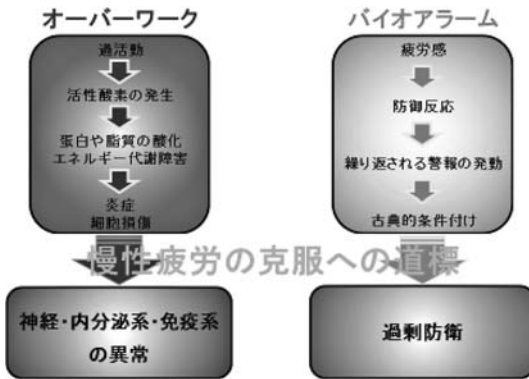 オーバーワーク
過活動
活性酸素の発生
蛋白や脂質の酸化
エネルギー代謝障害
炎症
細胞損傷
バイオアラーム
疲労感
防御反応
繰り返される警報の発動
古典的条件付け
慢性疲労の克服への道標
神経・内分泌系・免疫系
の異常
過剰防衛